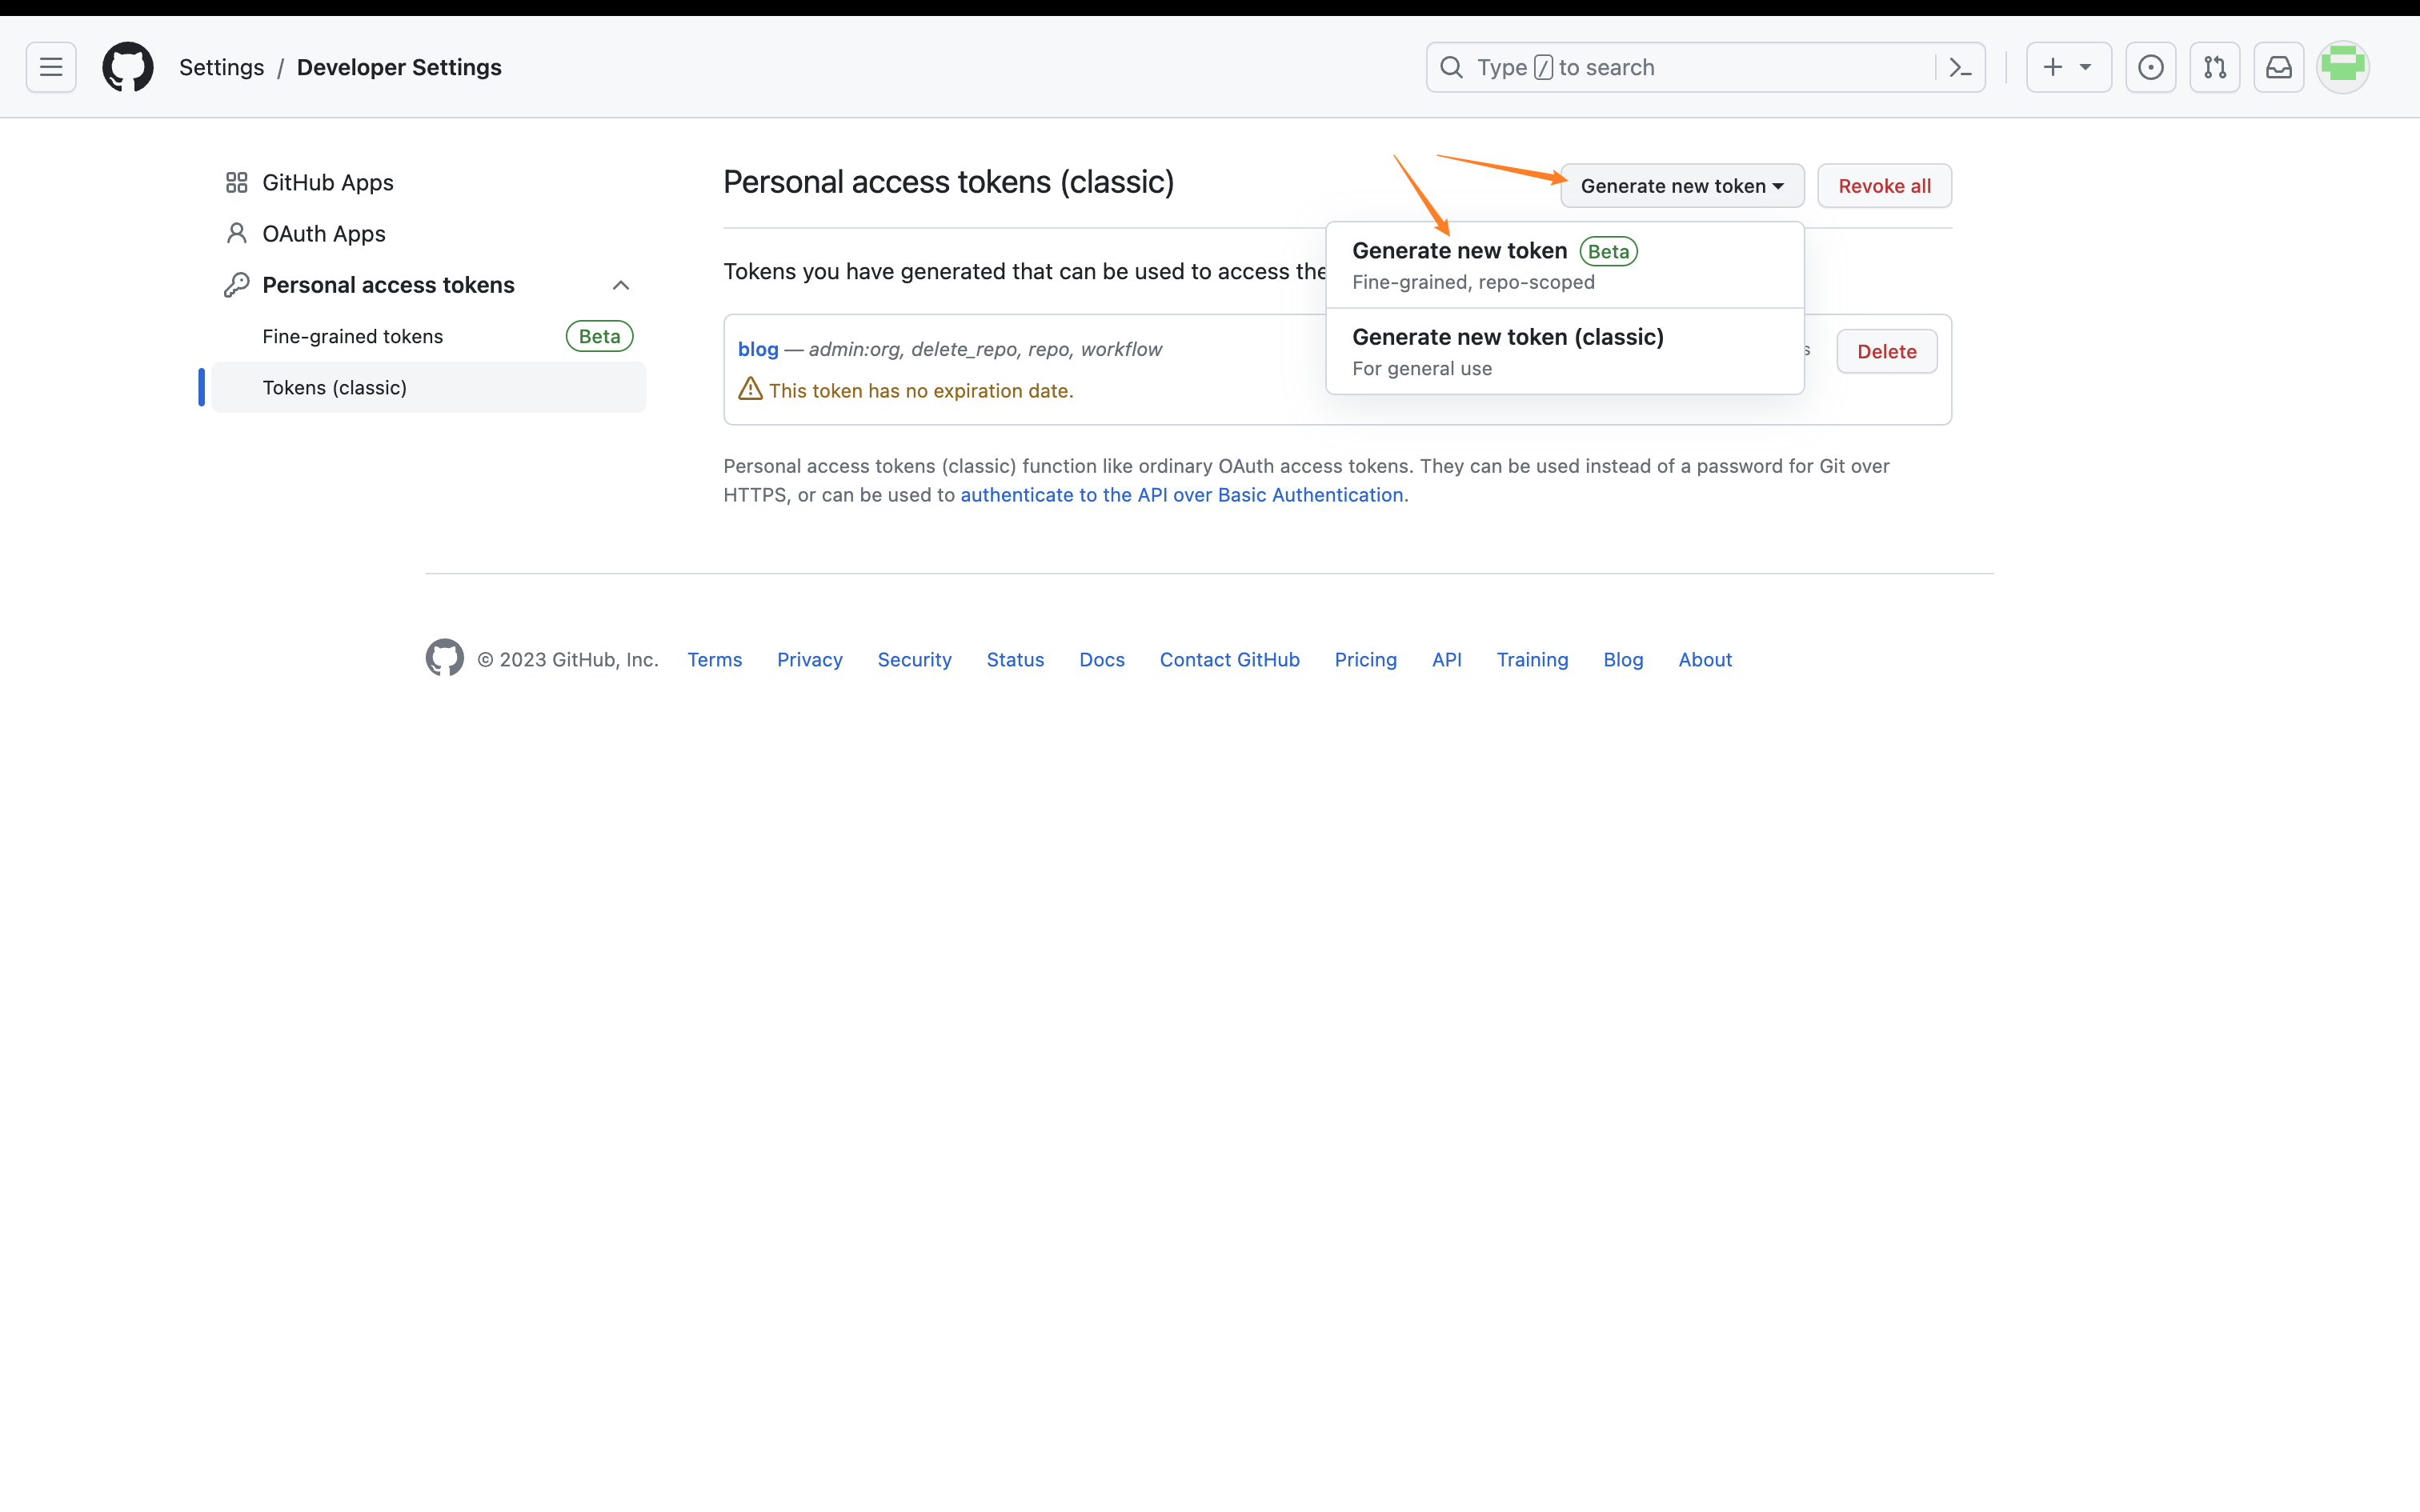 Settings / Developer Settings
Type / to search
GitHub Apps
OAuth Apps
Personal access tokens
Fine-grained tokens Beta
Tokens (classic)
Personal access tokens (classic)
Generate new token
Revoke all
Generate new token Beta
Fine-grained, repo-scoped
Generate new token (classic)
For general use
Tokens you have generated that can be used to access the
blog — admin:org, delete_repo, repo, workflow
Delete
This token has no expiration date.
Personal access tokens (classic) function like ordinary OAuth access tokens. They can be used instead of a password for Git over
HTTPS, or can be used to authenticate to the API over Basic Authentication.
© 2023 GitHub, Inc. Terms Privacy Security Status Docs Contact GitHub Pricing API Training Blog About